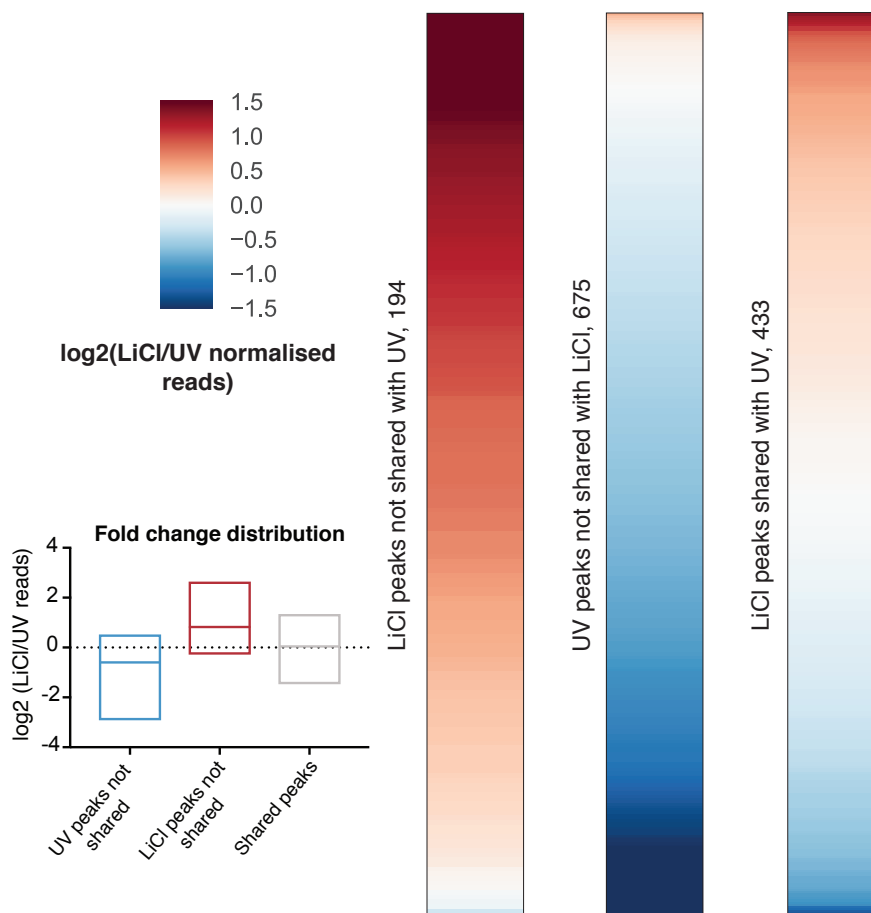 1.5
1.0
0.5
0.0
−0.5
−1.0
−1.5
log2(LiCl/UV normalised
reads)
LiCl peaks not shared with UV, 194
UV peaks not shared with LiCl, 675
LiCl peaks shared with UV, 433
Fold change distribution
log2 (LiCl/UV reads)
4
2
0
-2
-4
UV peaks not
shared
LiCl peaks not
shared
Shared peaks